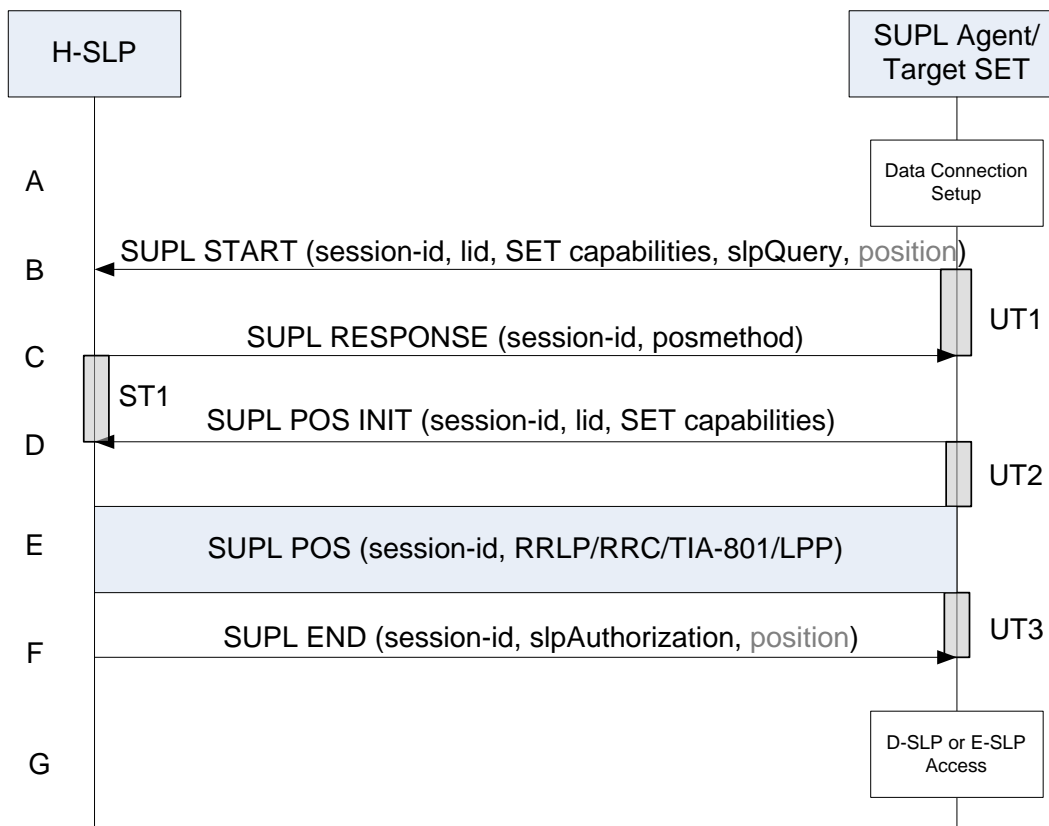 H-SLP
SUPL Agent/
Target SET
A
Data Connection
Setup
SUPL START (session-id, lid, SET capabilities, slpQuery, position)
B
UT1
SUPL RESPONSE (session-id, posmethod)
C
ST1
SUPL POS INIT (session-id, lid, SET capabilities)
D
UT2
E
SUPL POS (session-id, RRLP/RRC/TIA-801/LPP)
SUPL END (session-id, slpAuthorization, position)
UT3
F
D-SLP or E-SLP
Access
G